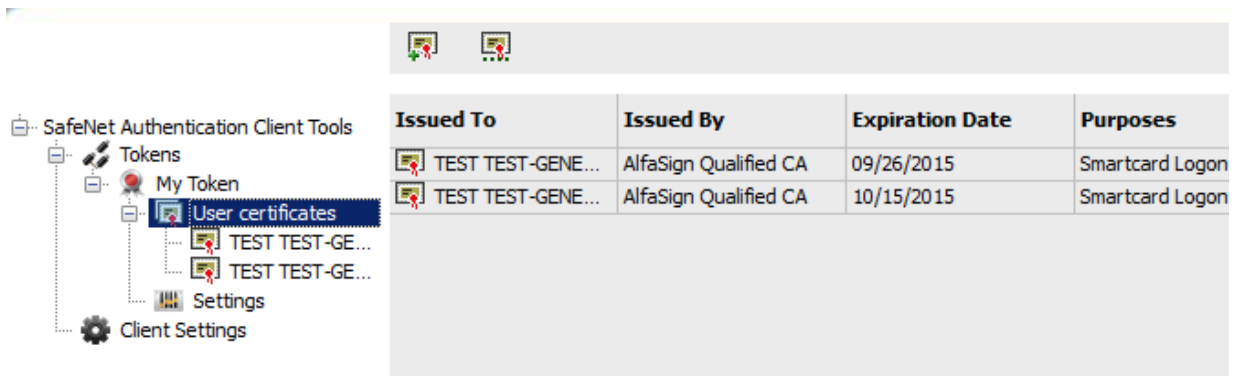 SafeNet Authentication Client Tools
Tokens
My Token
User certificates
TEST TEST-GE...
TEST TEST-GE...
Settings
Client Settings
Issued To Issued By Expiration Date Purposes
TEST TEST-GENE... AlfaSign Qualified CA 09/26/2015 Smartcard Logon
TEST TEST-GENE... AlfaSign Qualified CA 10/15/2015 Smartcard Logon